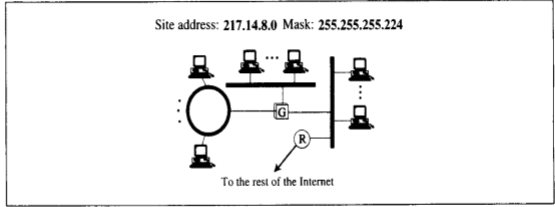 Site address: 217.14.8.0 Mask: 255.255.255.224
G
R
To the rest of the Internet